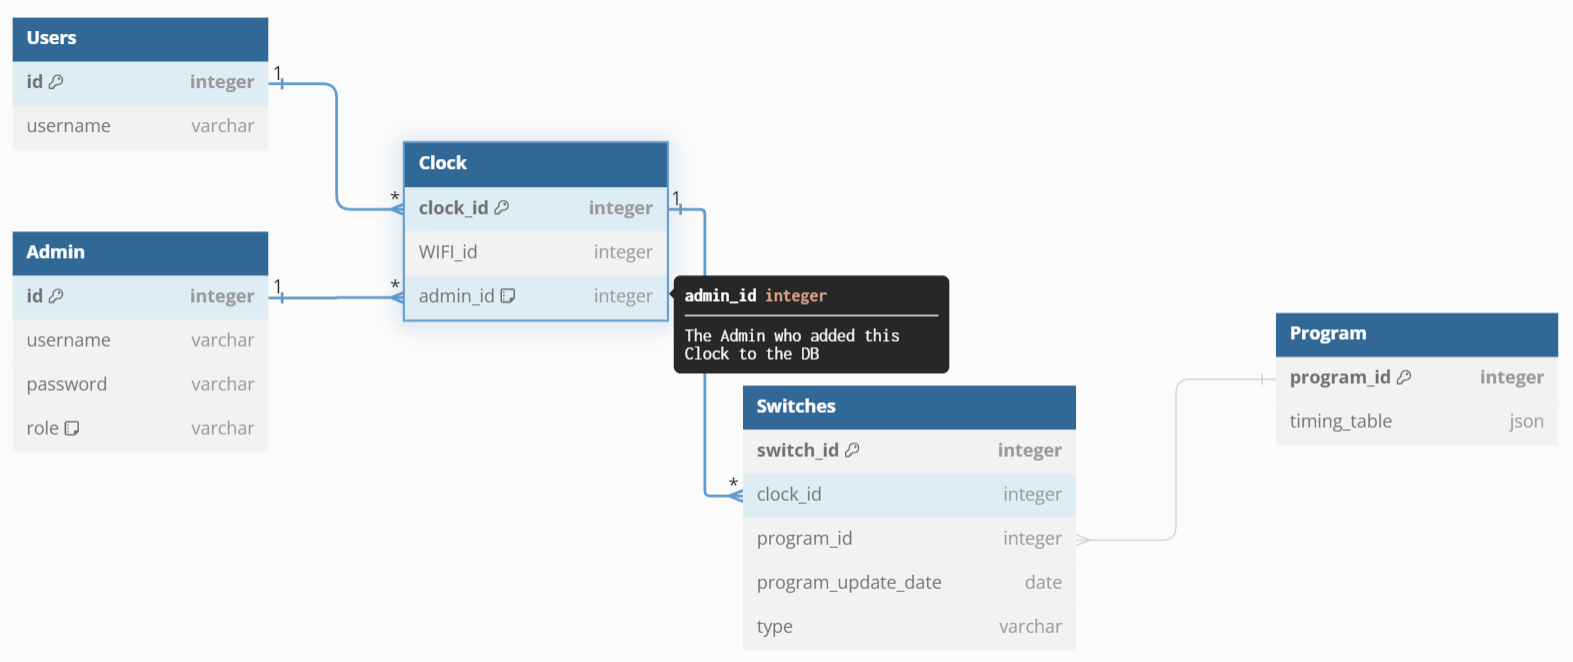 Users
id integer
username varchar
1
*
Admin
id integer
username varchar
password varchar
role varchar
1
*
Clock
clock_id integer
WIFI_id integer
admin_id integer
1
*
admin_id integer
The Admin who added this
Clock to the DB
Switches
switch_id integer
clock_id integer
program_id integer
program_update_date date
type varchar
Program
program_id integer
timing_table json